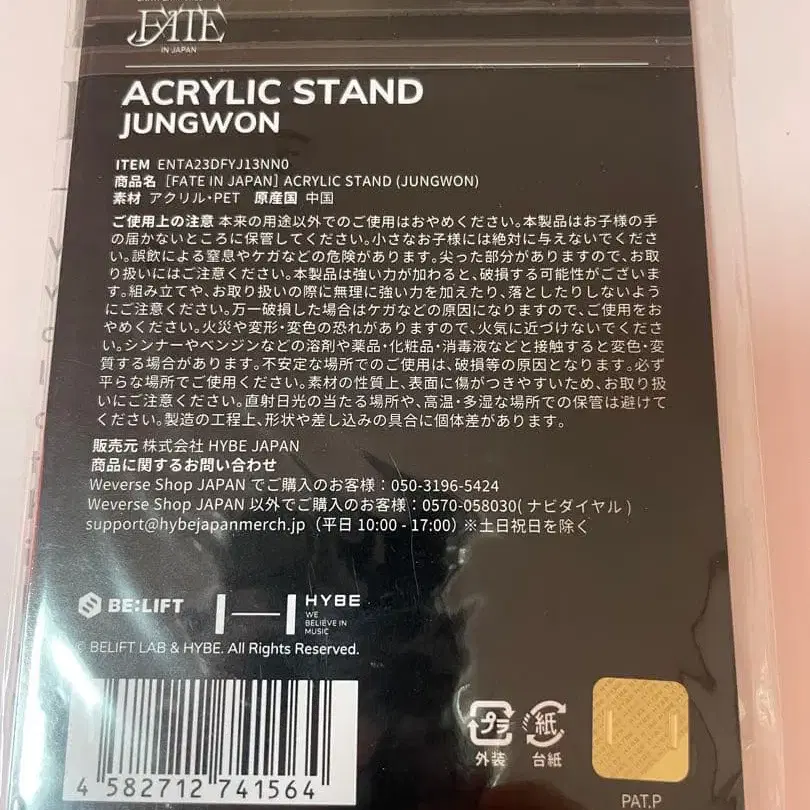 FATE
IN JAPAN
ACRYLIC STAND
JUNGWON
ITEM ENTA23DFYJ13NN0
商品名 [FATE IN JAPAN] ACRYLIC STAND (JUNGWON)
素材 アクリル・PET 原産国 中国
ご使用上の注意 本来の用途以外でのご使用はおやめください。本製品はお子様の手
の届かないところに保管してください。小さなお子様には絶対に与えないでくださ
い。誤飲による窒息やケガなどの危険があります。尖った部分がありますので、お取
り扱いにはご注意ください。本製品は強い力が加わると、破損する可能性がございま
す。組み立てや、お取り扱いの際に無理に強い力を加えたり、落としたりしないよう
にご注意ください。万一破損した場合はケガなどの原因になりますので、ご使用をお
やめください。火災や変形・変色の恐れがありますので、火気に近づけないでくださ
い。シンナーやベンジンなどの溶剤や薬品・化粧品・消毒液などと接触すると変色・変
質する場合があります。不安定な場所でのご使用は、破損等の原因となります。必ず
平らな場所でご使用ください。素材の性質上、表面に傷がつきやすいため、お取り扱
いにご注意ください。直射日光の当たる場所や、高温・多湿な場所での保管は避けて
ください。製造の工程上、形状や差し込みの具合に個体差があります。
販売元 株式会社 HYBE JAPAN
商品に関するお問い合わせ
Weverse Shop JAPAN でご購入のお客様：050-3196-5424
Weverse Shop JAPAN 以外でご購入のお客様：0570-058030( ナビダイヤル )
support@hybejapanmerch.jp（平日 10:00 - 17:00）※土日祝日を除く
BE:LIFT
HYBE
WE
BELIEVE IN
MUSIC
© BELIFT LAB & HYBE. All Rights Reserved.
4 582712 741564
プラ
外装
紙
台紙
PAT.P